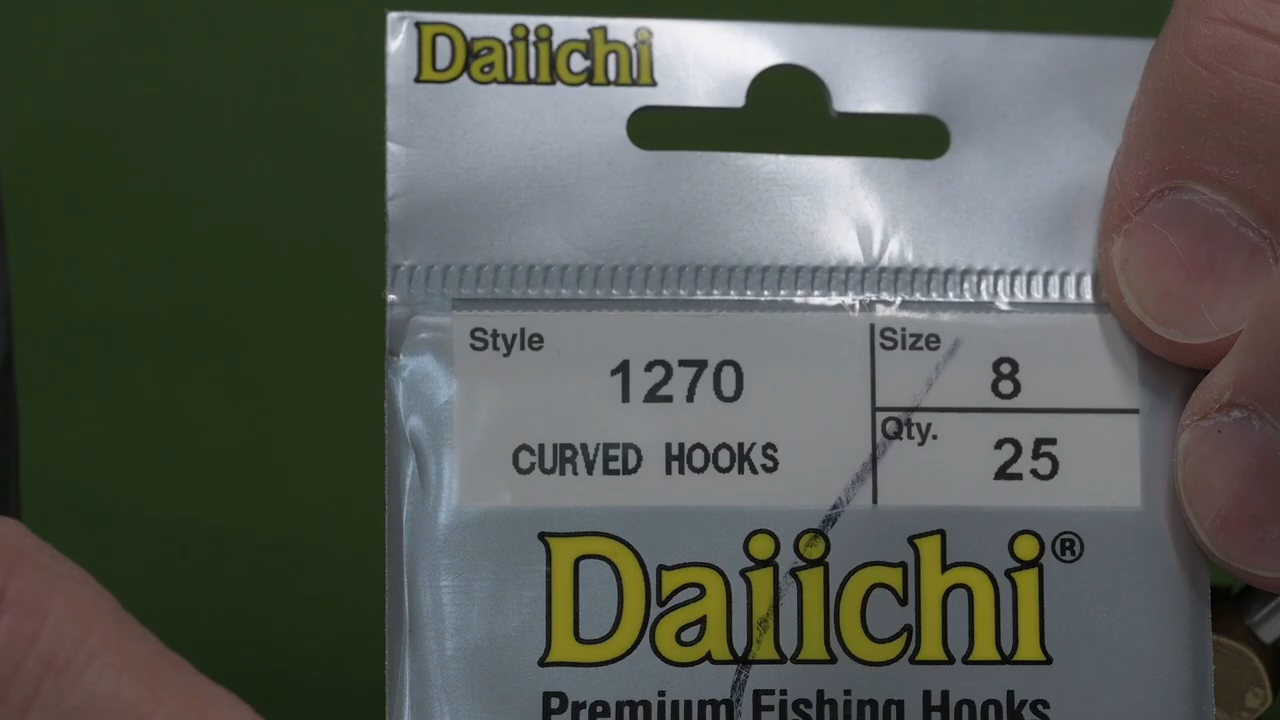 Daiichi
Style
1270
CURVED HOOKS
Size
8
Qty.
25
Daiichi®
Premium Fishing Hooks